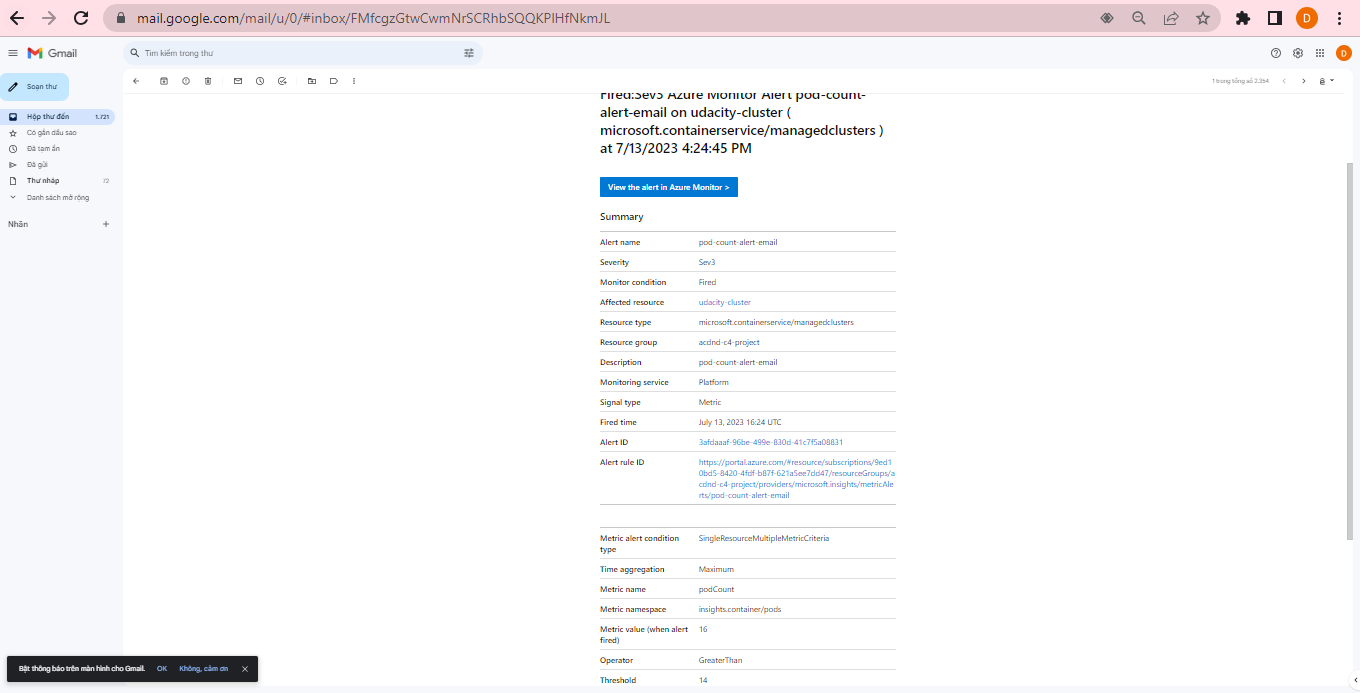 mail.google.com/mail/u/0/#inbox/FMfcgzGtwCwmNrSCRhbSQQKPlHfNkmJL
D
Gmail
Tìm kiếm trong thư
D
Soạn thư
1 trong tổng số 2.354
Hộp thư đến 1.721
Có gắn dấu sao
Đã tạm ẩn
Đã gửi
Thư nháp 72
Danh sách mở rộng
Nhãn
Fired:Sev3 Azure Monitor Alert pod-count-
alert-email on udacity-cluster (
microsoft.containerservice/managedclusters )
at 7/13/2023 4:24:45 PM
View the alert in Azure Monitor >
Summary
Alert name pod-count-alert-email
Severity Sev3
Monitor condition Fired
Affected resource udacity-cluster
Resource type microsoft.containerservice/managedclusters
Resource group acdnd-c4-project
Description pod-count-alert-email
Monitoring service Platform
Signal type Metric
Fired time July 13, 2023 16:24 UTC
Alert ID 3afdaaaf-96be-499e-830d-41c7f5a08831
Alert rule ID https://portal.azure.com/#resource/subscriptions/9ed1
0bd5-8420-4fdf-b87f-621a5ee7dd47/resourceGroups/a
cdnd-c4-project/providers/microsoft.insights/metricAle
rts/pod-count-alert-email
Metric alert condition SingleResourceMultipleMetricCriteria
type
Time aggregation Maximum
Metric name podCount
Metric namespace insights.container/pods
Metric value (when alert 16
fired)
Operator GreaterThan
Threshold 14
Bật thông báo trên màn hình cho Gmail. OK Không, cảm ơn